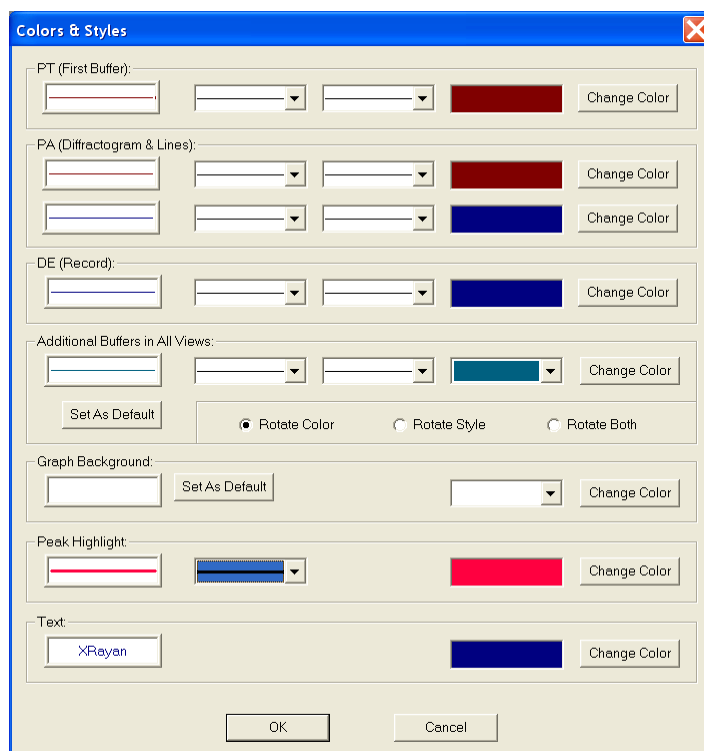 Colors & Styles
PT (First Buffer):
Change Color
PA (Diffractogram & Lines):
Change Color
Change Color
DE (Record):
Change Color
Additional Buffers in All Views:
Change Color
Set As Default
Rotate Color
Rotate Style
Rotate Both
Graph Background:
Set As Default
Change Color
Peak Highlight:
Change Color
Text:
XRayan
Change Color
OK
Cancel